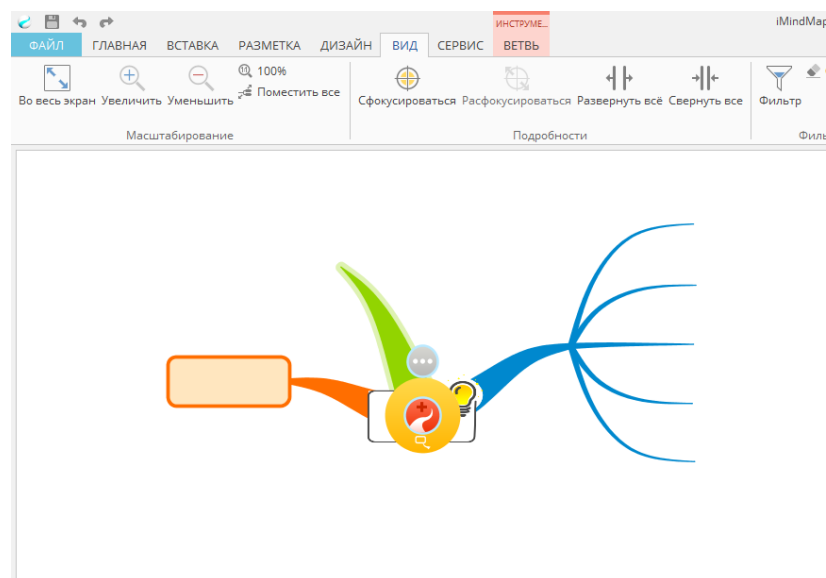 ИНСТРУМЕ...
iMindMap
ФАЙЛ ГЛАВНАЯ ВСТАВКА РАЗМЕТКА ДИЗАЙН ВИД СЕРВИС ВЕТВЬ
100%
Поместить все
Во весь экран Увеличить Уменьшить Сфокусироваться Расфокусироваться Развернуть всё Свернуть все Фильтр
Масштабирование Подробности Филь